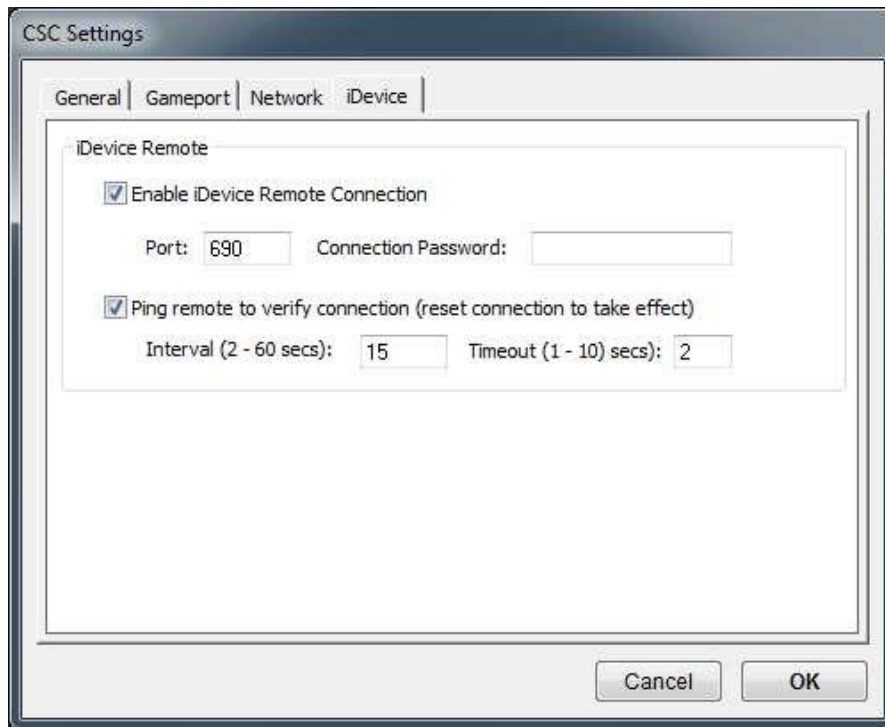 CSC Settings
General Gameport Network iDevice
iDevice Remote
Enable iDevice Remote Connection
Port: 690 Connection Password:
Ping remote to verify connection (reset connection to take effect)
Interval (2 - 60 secs): 15 Timeout (1 - 10) secs): 2
Cancel OK